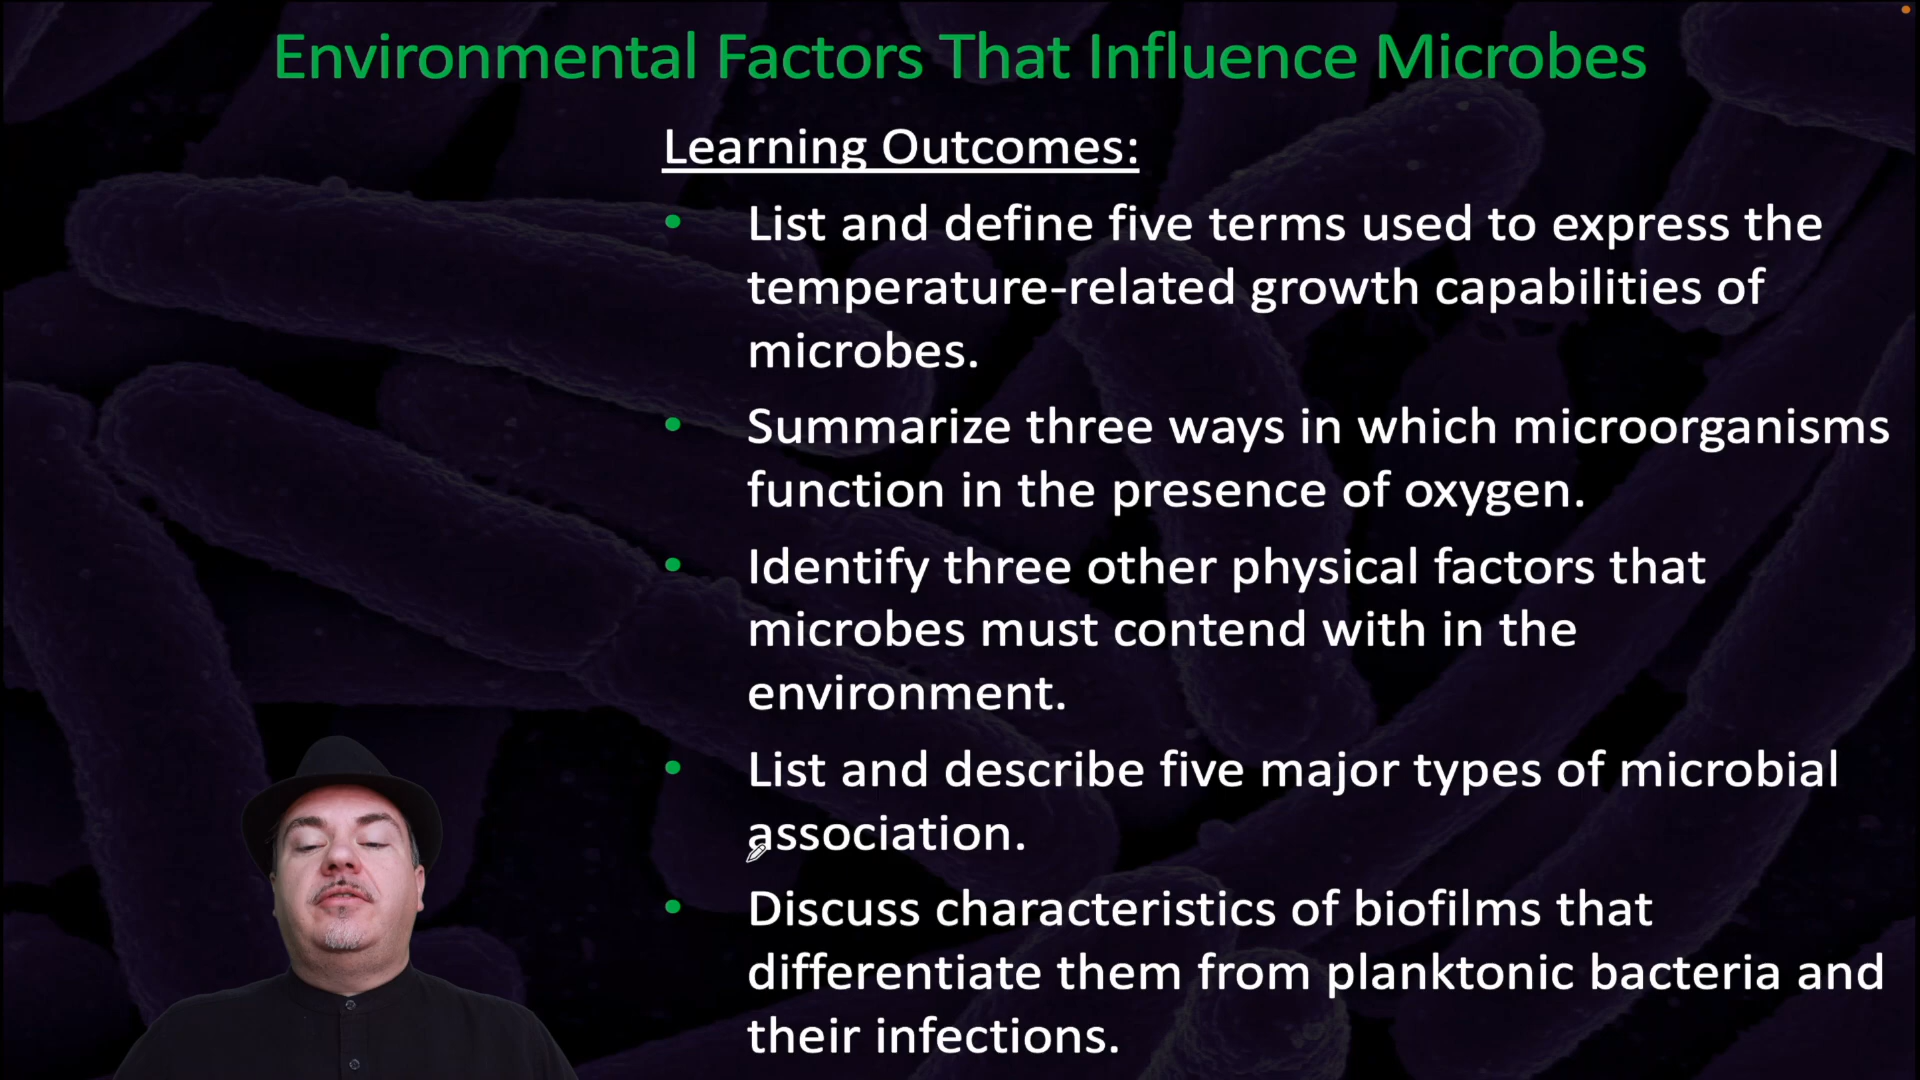 Environmental Factors That Influence Microbes
Learning Outcomes:
• List and define five terms used to express the
temperature-related growth capabilities of
microbes.
• Summarize three ways in which microorganisms
function in the presence of oxygen.
• Identify three other physical factors that
microbes must contend with in the
environment.
• List and describe five major types of microbial
association.
• Discuss characteristics of biofilms that
differentiate them from planktonic bacteria and
their infections.